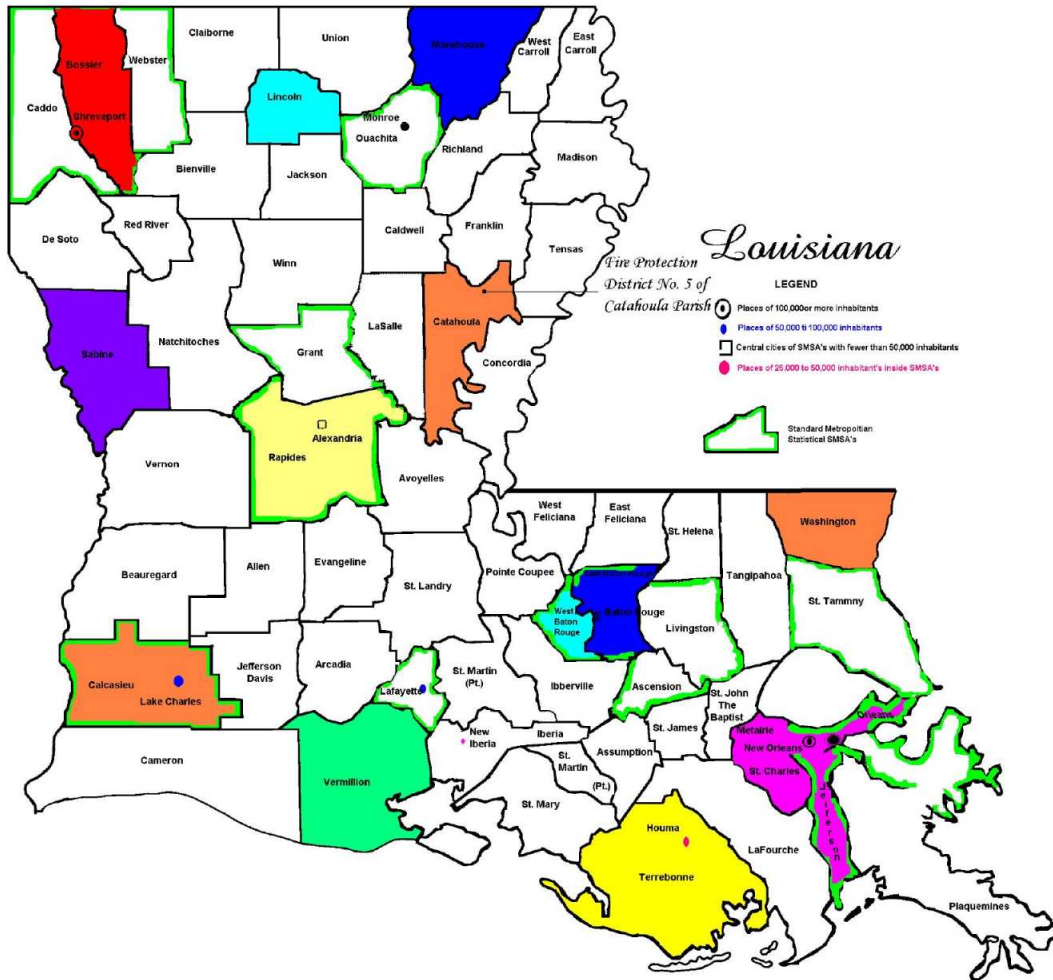 Claiborne
Union
Morehouse
West
Carroll
East
Carroll
Bossier
Webster
Lincoln
Caddo
Shreveport
Monroe
Ouachita
Richland
Madison
Bienville
Jackson
Red River
De Soto
Caldwell
Franklin
Tensas
Winn
Louisiana
Fire Protection
District No. 5 of
Catahoula Parish
LEGEND
Places of 100,000or more inhabitants
Places of 50,000 ti 100,000 inhabitants
Central cities of SMSA's with fewer than 50,000 inhabitants
Places of 25,000 to 50,000 inhabitant's inside SMSA's
Standard Metropoltian
Statistical SMSA's
Catahoula
LaSalle
Natchitoches
Sabine
Grant
Concordia
Alexandria
Rapides
Vernon
Avoyelles
West
Feliciana
East
Feliciana
St. Helena
Washington
Beauregard
Allen
Evangeline
St. Landry
Pointe Coupee
Tangipahoa
St. Tammny
West
Baton
Rouge
Baton Rouge
Livingston
Calcasieu
Lake Charles
Jefferson
Davis
Arcadia
Lafayette
St. Martin
(Pt.)
Ibberville
Ascension
St. John
The
Baptist
Orleans
Metairie
New Orleans
St. Charles
Jefferson
Cameron
Vermillion
New
Iberia
Iberia
St.
Martin
(Pt.)
Assumption
St. James
St. Mary
Houma
Terrebonne
LaFourche
Plaquemines